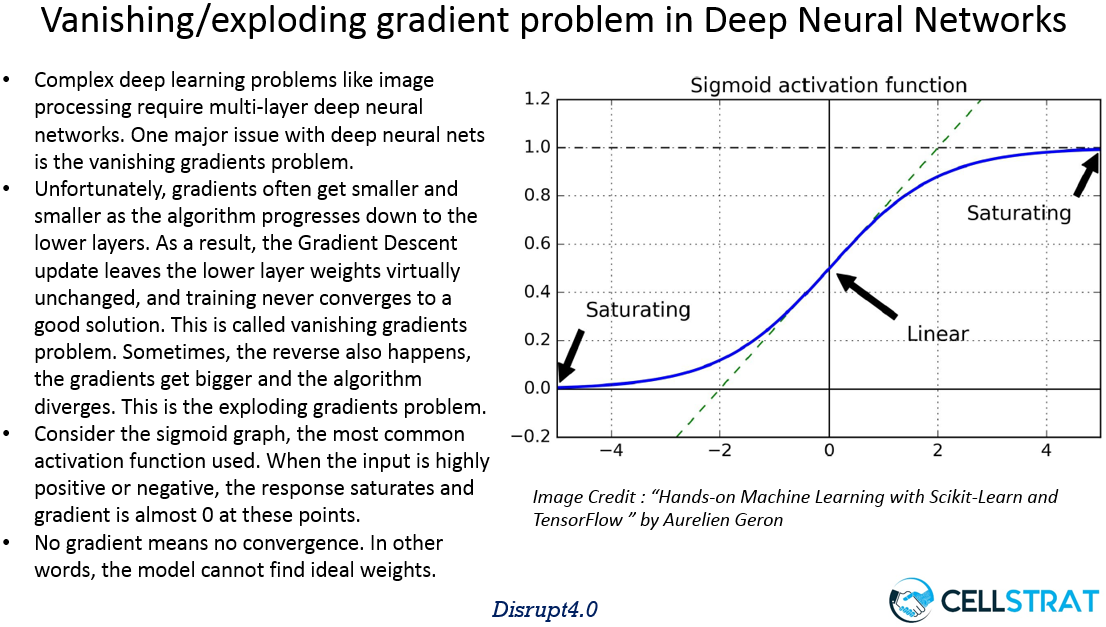 Vanishing/exploding gradient problem in Deep Neural Networks
• Complex deep learning problems like image
processing require multi-layer deep neural
networks. One major issue with deep neural nets
is the vanishing gradients problem.
• Unfortunately, gradients often get smaller and
smaller as the algorithm progresses down to the
lower layers. As a result, the Gradient Descent
update leaves the lower layer weights virtually
unchanged, and training never converges to a
good solution. This is called vanishing gradients
problem. Sometimes, the reverse also happens,
the gradients get bigger and the algorithm
diverges. This is the exploding gradients problem.
• Consider the sigmoid graph, the most common
activation function used. When the input is highly
positive or negative, the response saturates and
gradient is almost 0 at these points.
• No gradient means no convergence. In other
words, the model cannot find ideal weights.
Sigmoid activation function
1.2
1.0
0.8
0.6
0.4
0.2
0.0
−0.2
−4 −2 0 2 4
Saturating
Saturating
Linear
Image Credit : “Hands-on Machine Learning with Scikit-Learn and
TensorFlow ” by Aurelien Geron
Disrupt4.0
CELLSTRAT